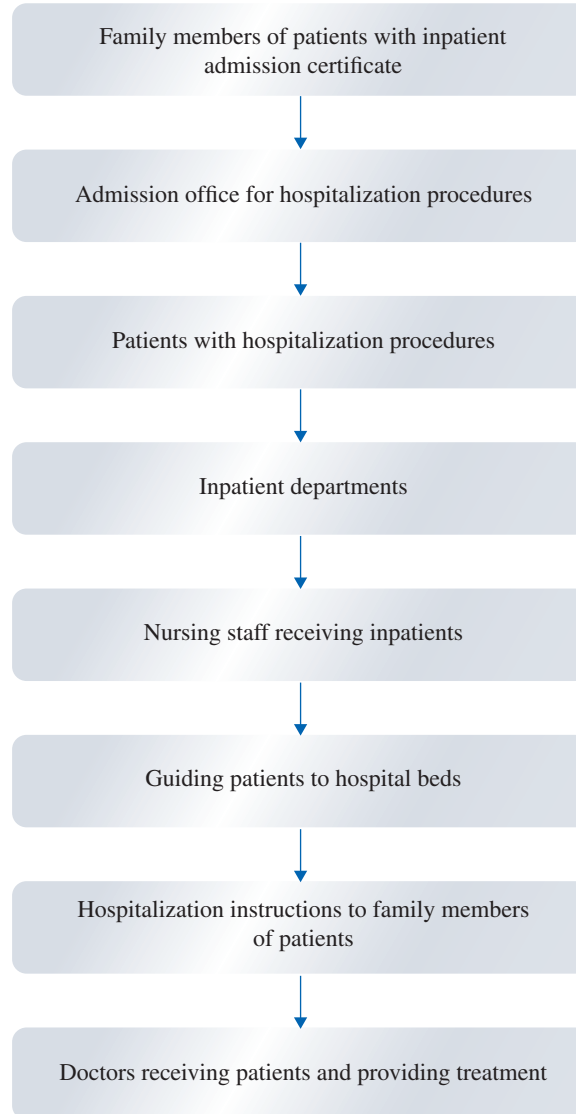 Family members of patients with inpatient
admission certificate
Admission office for hospitalization procedures
Patients with hospitalization procedures
Inpatient departments
Nursing staff receiving inpatients
Guiding patients to hospital beds
Hospitalization instructions to family members
of patients
Doctors receiving patients and providing treatment